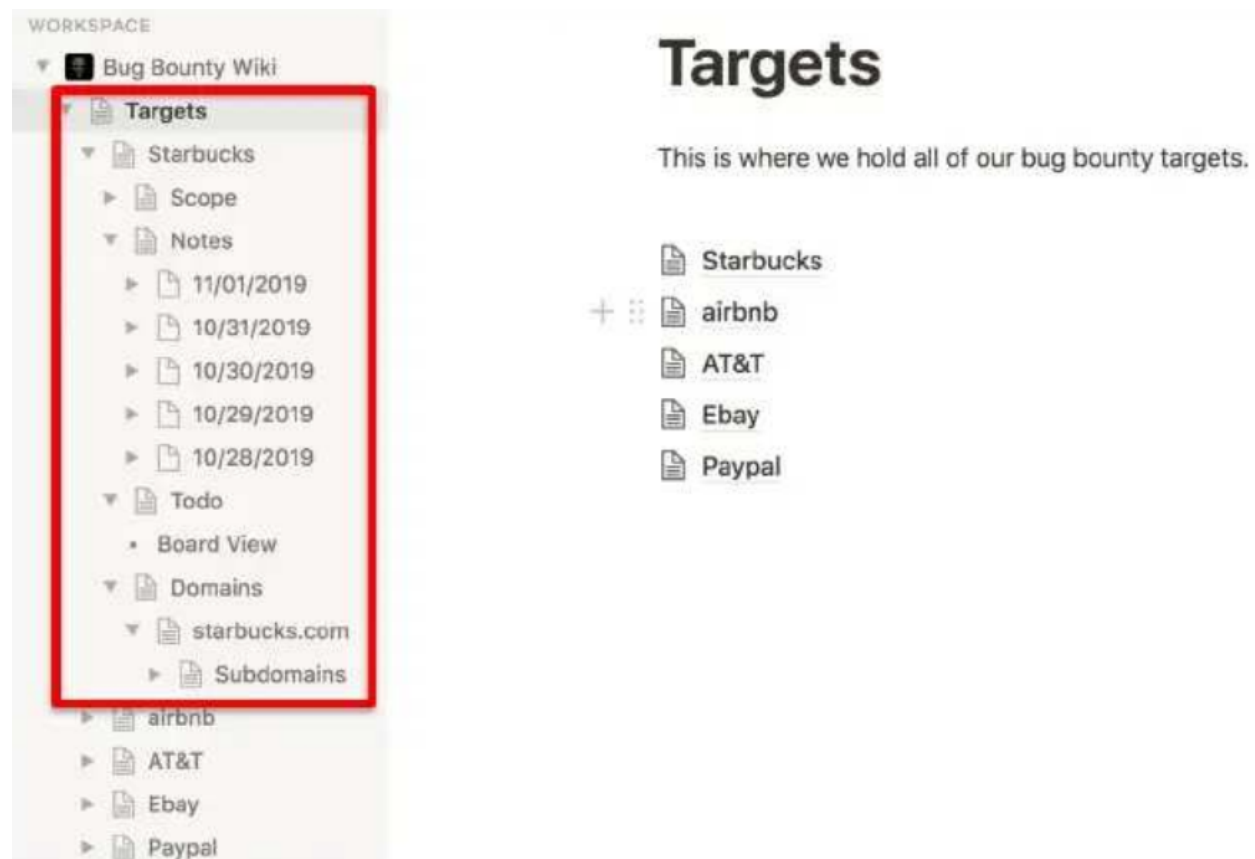 WORKSPACE
Bug Bounty Wiki
Targets
Starbucks
Scope
Notes
11/01/2019
10/31/2019
10/30/2019
10/29/2019
10/28/2019
Todo
Board View
Domains
starbucks.com
Subdomains
airbnb
AT&T
Ebay
Paypal
Targets
This is where we hold all of our bug bounty targets.
Starbucks
airbnb
AT&T
Ebay
Paypal